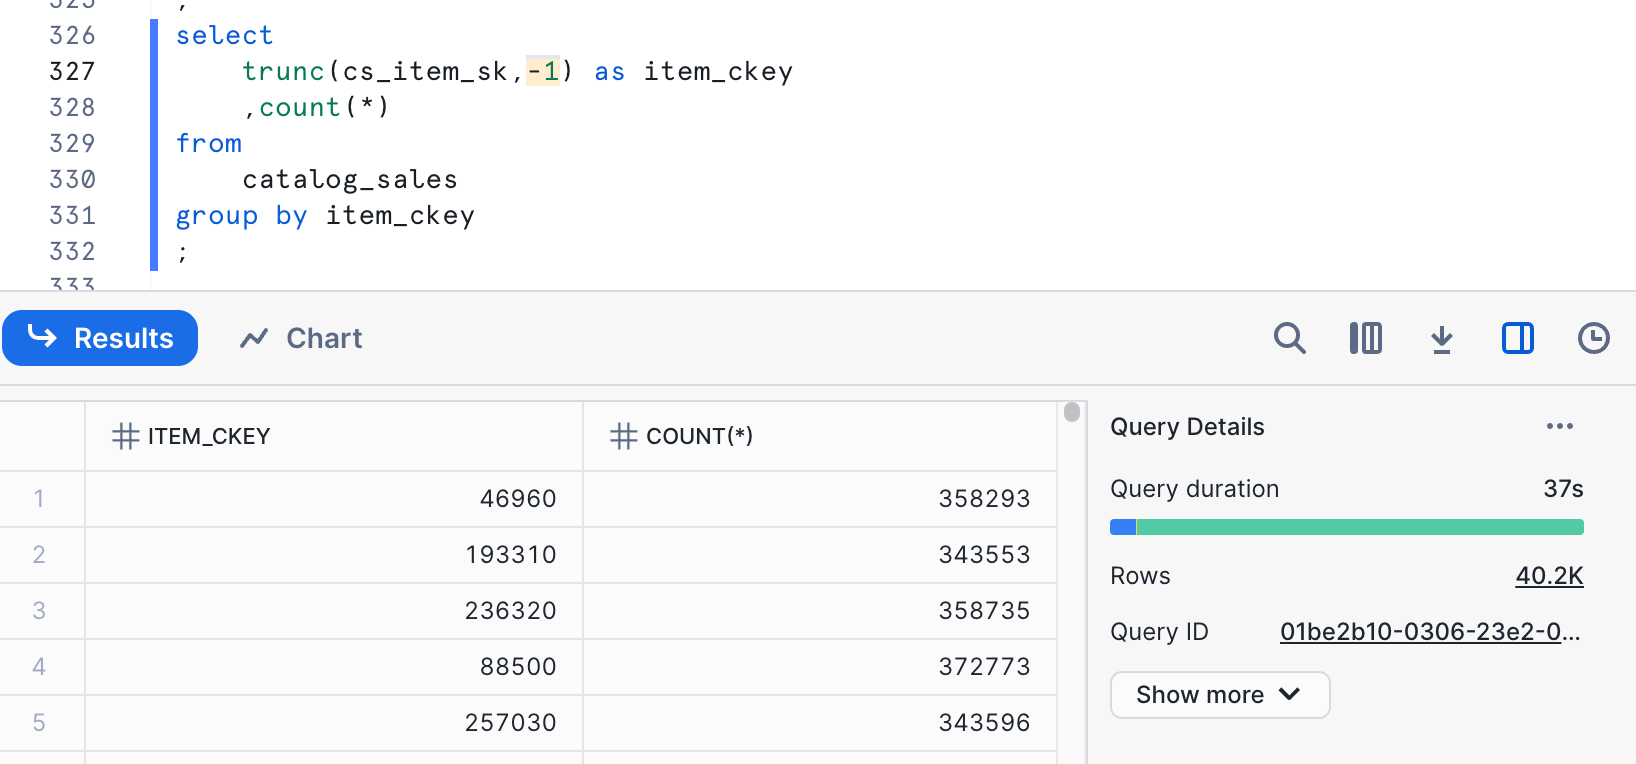 325 ;
326 select
327 trunc(cs_item_sk,-1) as item_ckey
328 ,count(*)
329 from
330 catalog_sales
331 group by item_ckey
332 ;
333
Results Chart
ITEM_CKEY COUNT(*)
1 46960 358293
2 193310 343553
3 236320 358735
4 88500 372773
5 257030 343596
Query Details ...
Query duration 37s
Rows 40.2K
Query ID 01be2b10-0306-23e2-0...
Show more